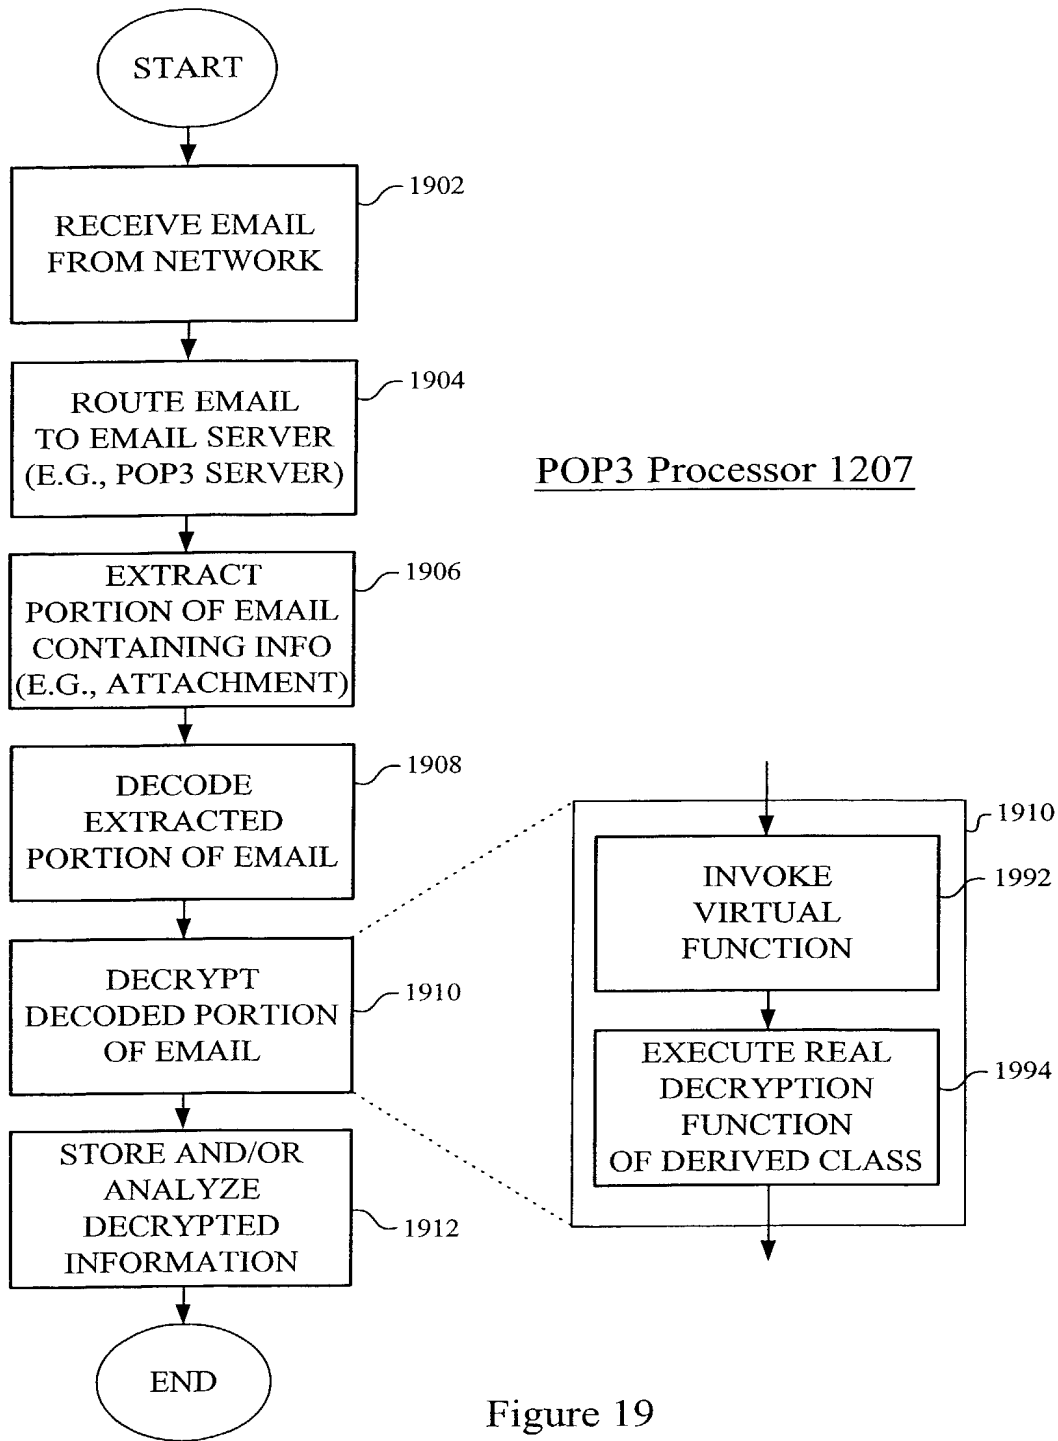 START
1902
RECEIVE EMAIL
FROM NETWORK
1904
ROUTE EMAIL
TO EMAIL SERVER
(E.G., POP3 SERVER)
POP3 Processor 1207
1906
EXTRACT
PORTION OF EMAIL
CONTAINING INFO
(E.G., ATTACHMENT)
1908
DECODE
EXTRACTED
PORTION OF EMAIL
1910
DECRYPT
DECODED PORTION
OF EMAIL
1910
INVOKE
VIRTUAL
FUNCTION
1992
EXECUTE REAL
DECRYPTION
FUNCTION
OF DERIVED CLASS
1994
STORE AND/OR
ANALYZE
DECRYPTED
INFORMATION
1912
END
Figure 19